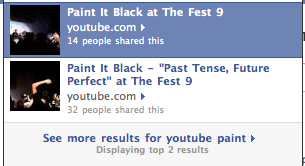 Paint It Black at The Fest 9
youtube.com
14 people shared this
Paint It Black - "Past Tense, Future
Perfect" at The Fest 9
youtube.com
32 people shared this
See more results for youtube paint
Displaying top 2 results